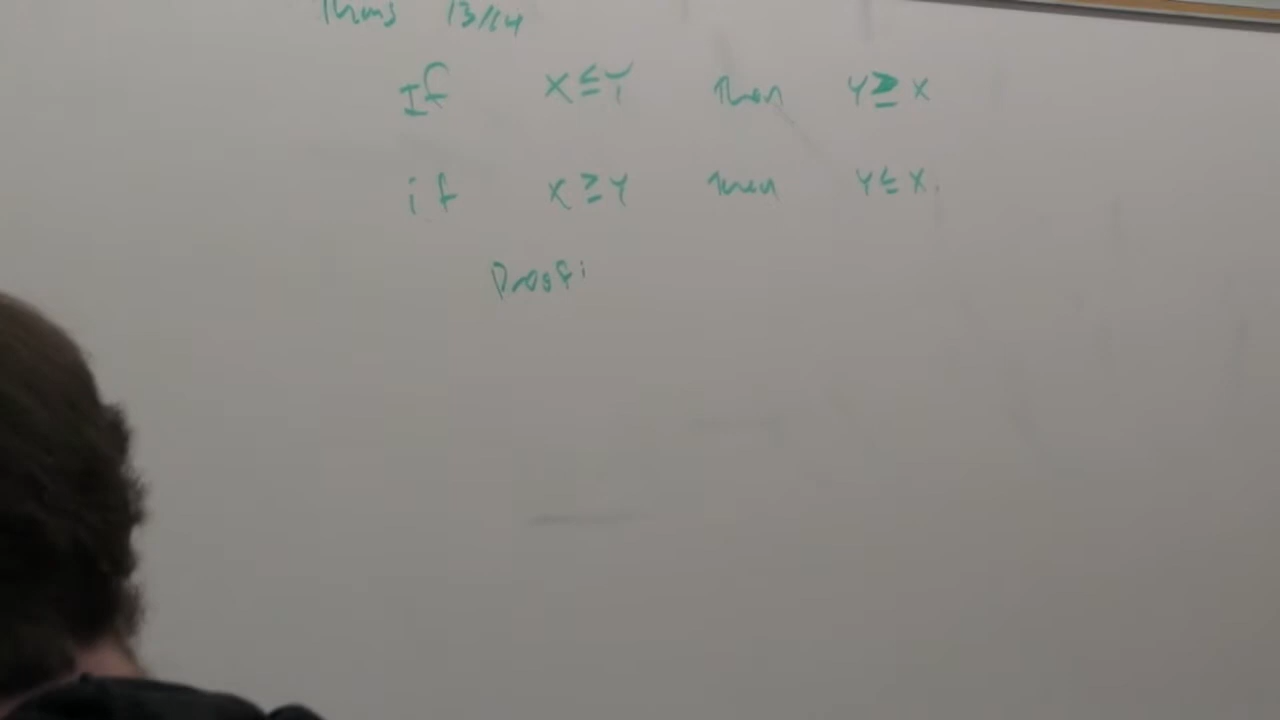 Thms 13/14
If X ≤ Y then Y ≥ X
if X ≥ Y then Y ≤ X.
Proof: